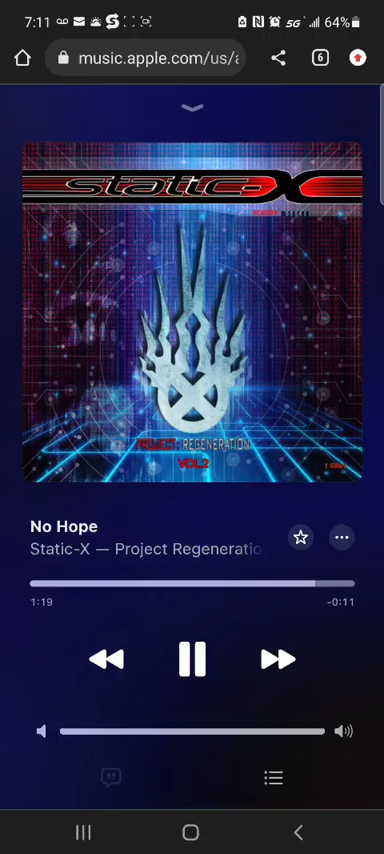 7:11
5G
64%
music.apple.com/us/a
6
static-X
PROJECT: REGENERATION
VOL.2
No Hope
Static-X — Project Regeneratio
1:19
-0:11